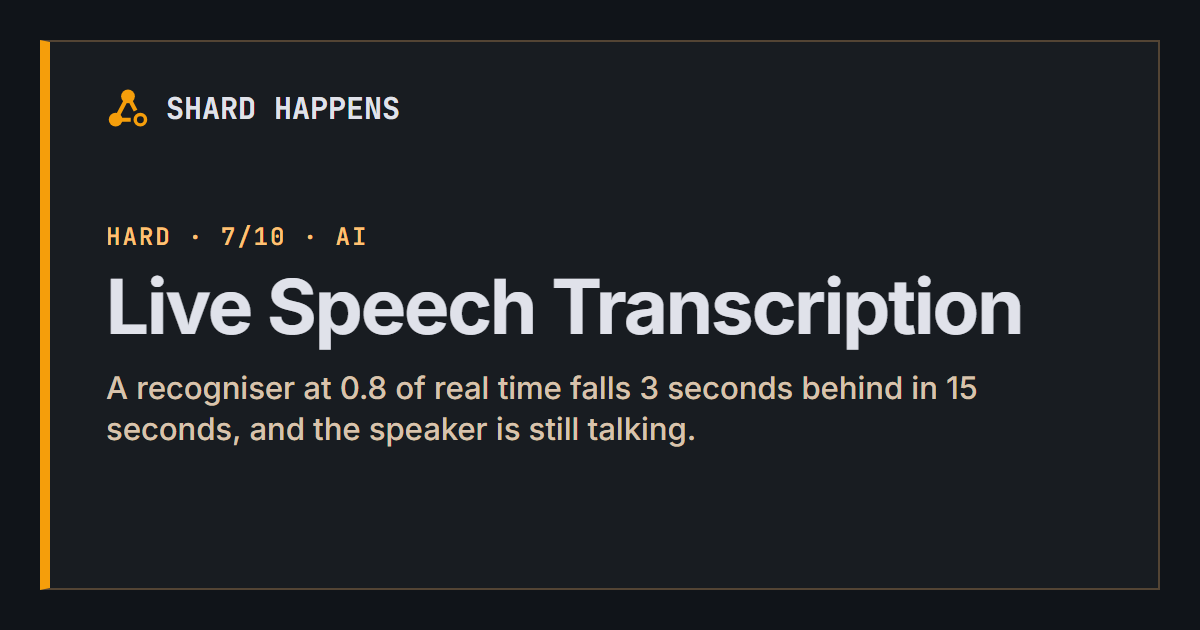 SHARD HAPPENS
HARD · 7/10 · AI
Live Speech Transcription
A recogniser at 0.8 of real time falls 3 seconds behind in 15
seconds, and the speaker is still talking.